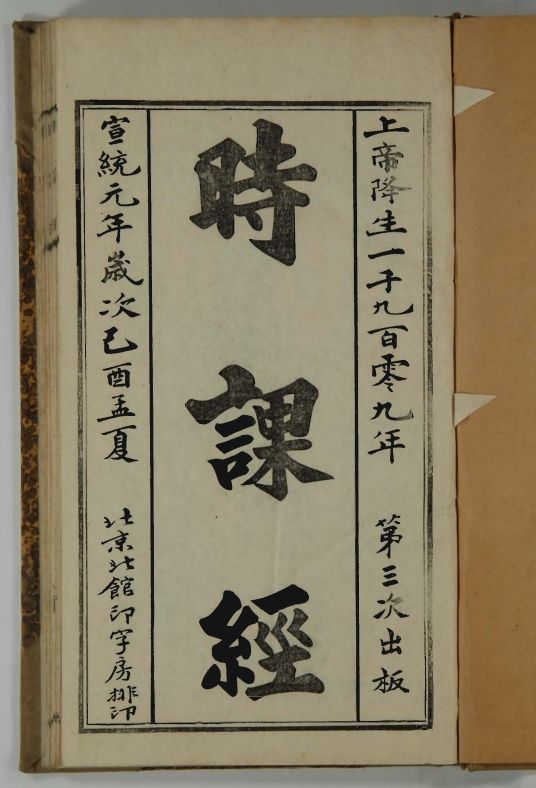 上帝降生一千九百零九年　第三次出板
時課經
宣統元年歲次己酉孟夏　北京北館印字房排印